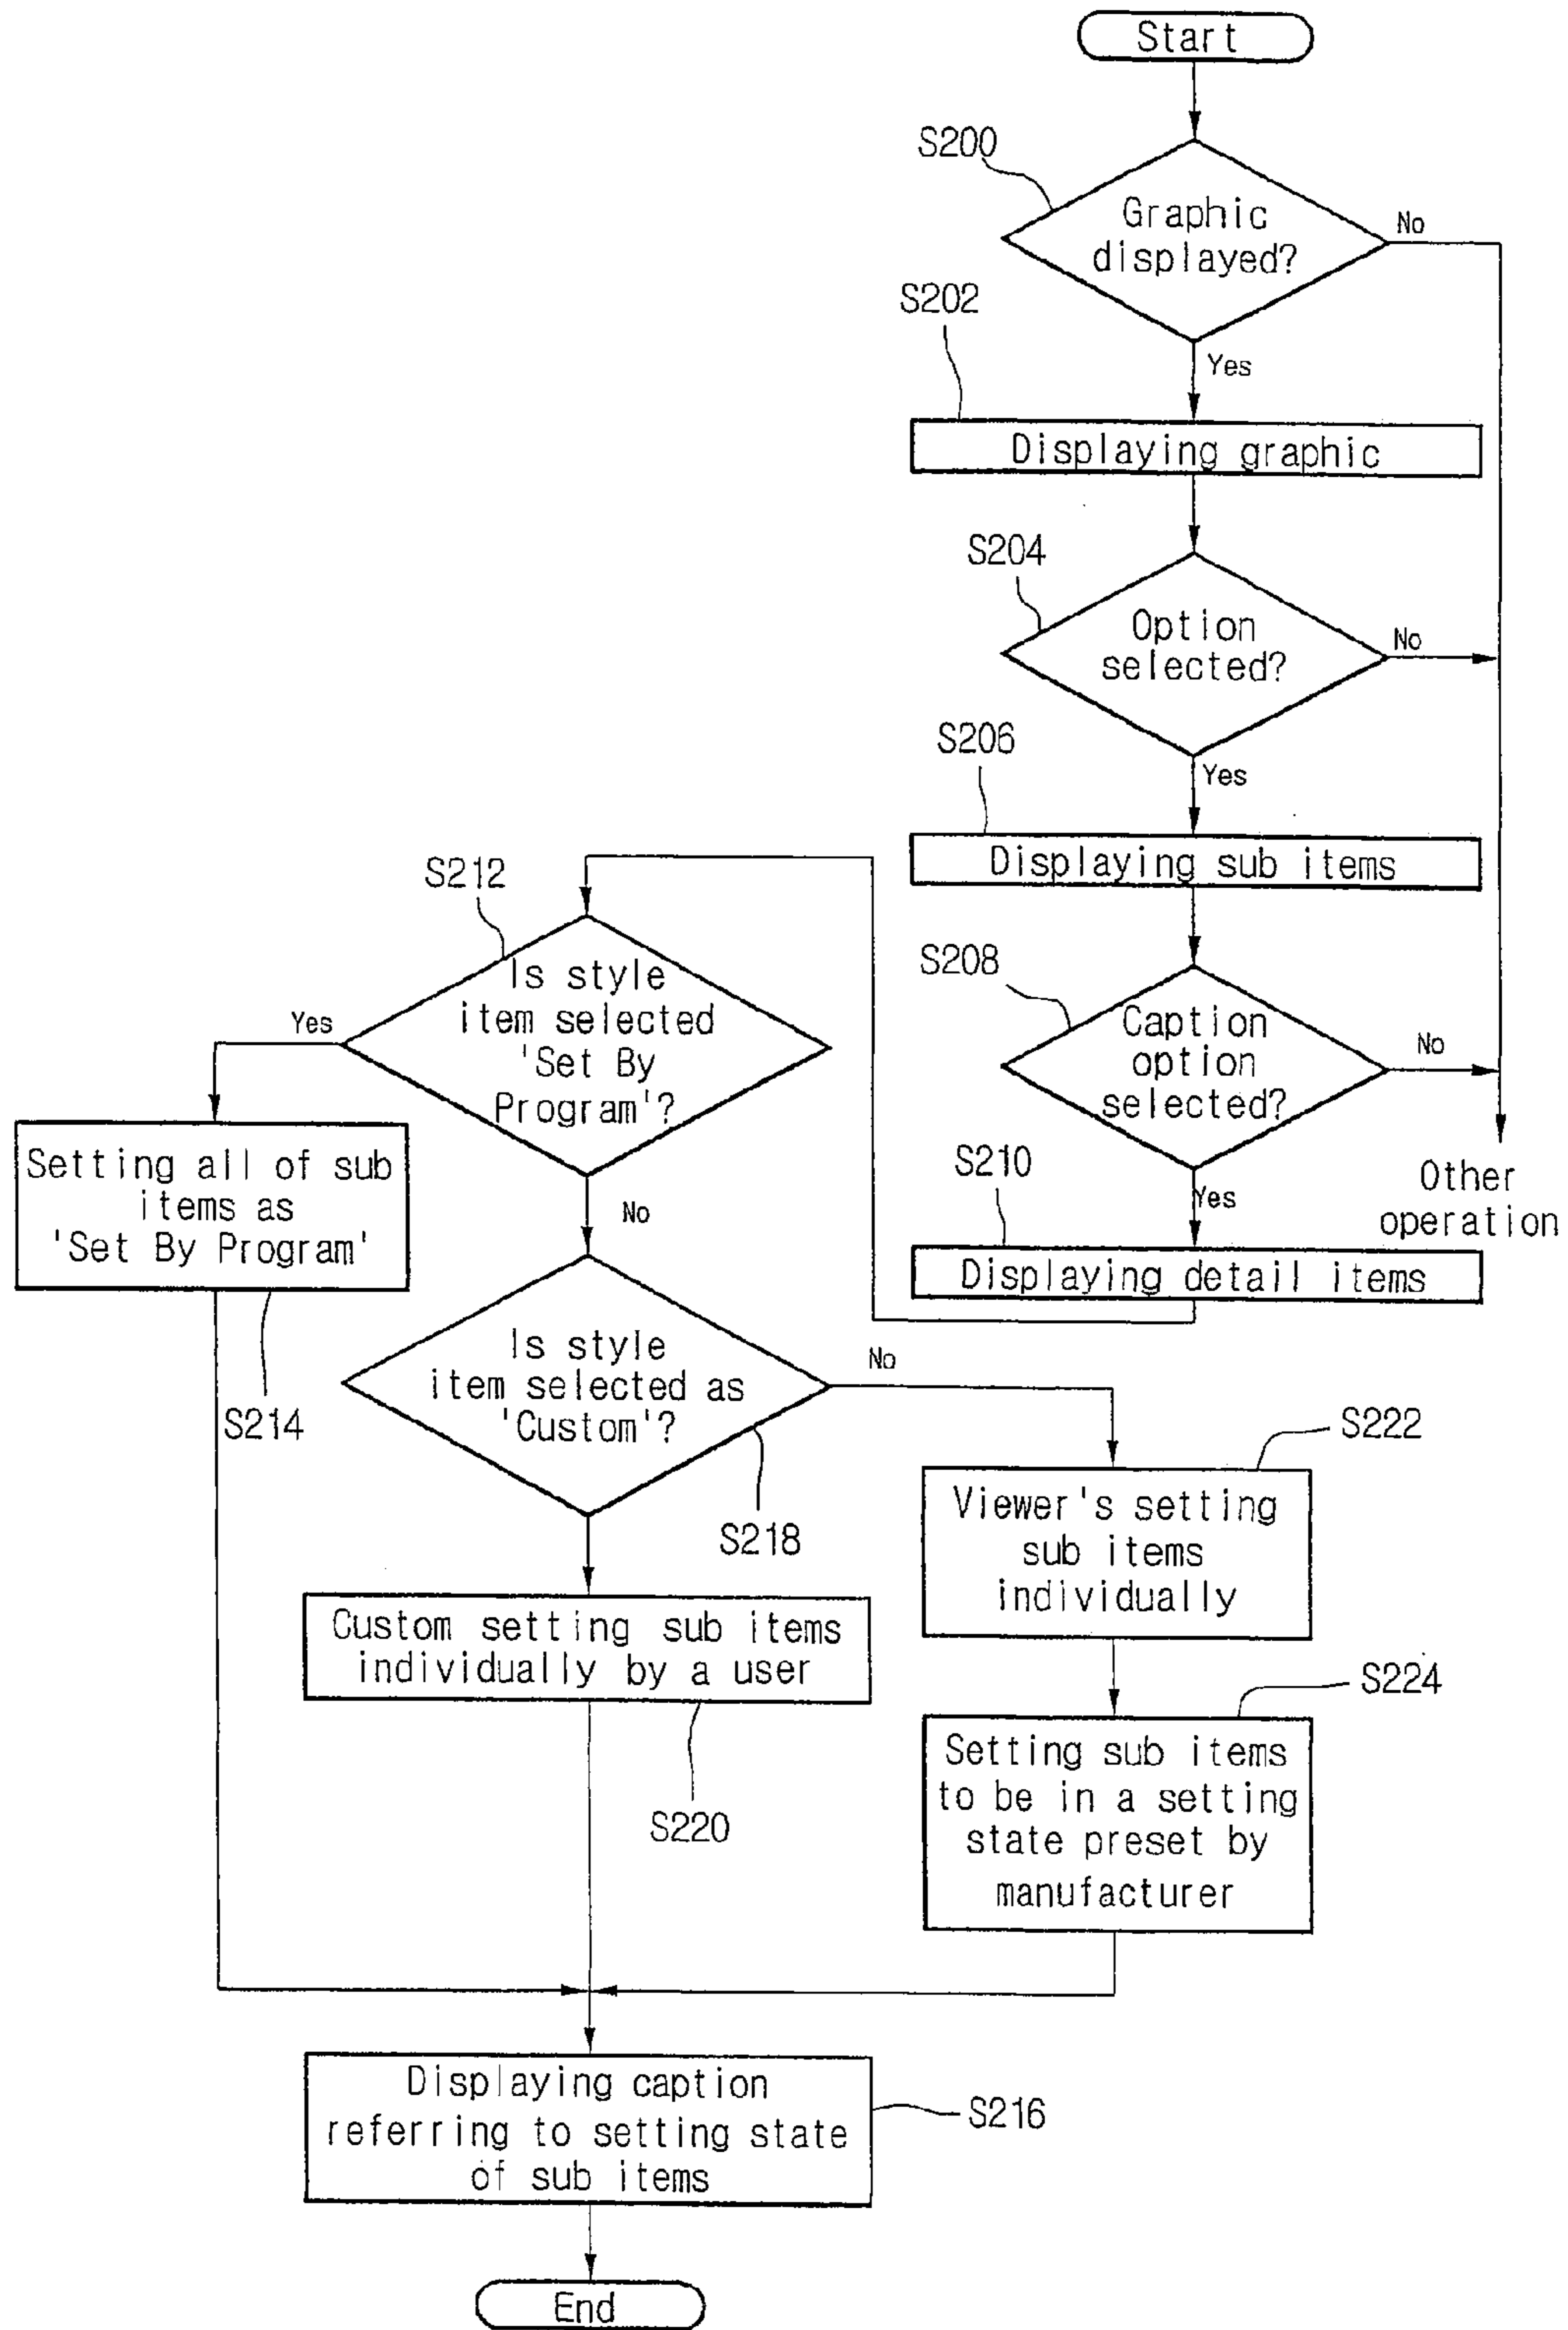 Start
S200
Graphic
displayed?
No
Yes
S202
Displaying graphic
S204
Option
selected?
No
Yes
S206
Displaying sub items
S208
Caption
option
selected?
No
Yes
Other
operation
S210
Displaying detail items
S212
Is style
item selected
'Set By
Program'?
Yes
No
Setting all of sub
items as
'Set By Program'
S214
Is style
item selected as
'Custom'?
No
S218
S222
Viewer's setting
sub items
individually
Custom setting sub items
individually by a user
S220
S224
Setting sub items
to be in a setting
state preset by
manufacturer
Displaying caption
referring to setting state
of sub items
S216
End